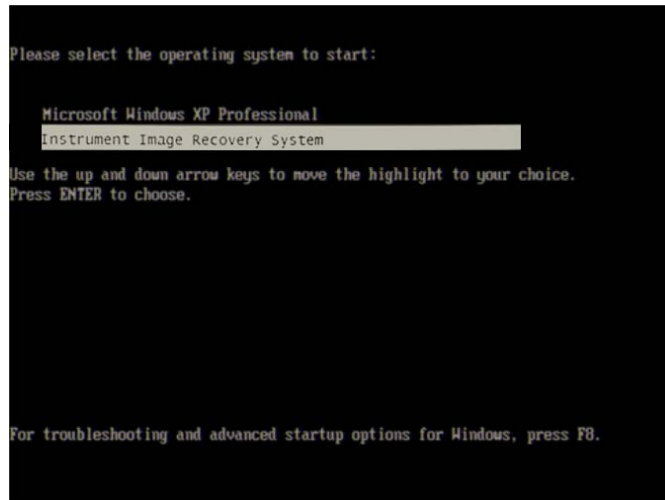 Please select the operating system to start:
Microsoft Windows XP Professional
Instrument Image Recovery System
Use the up and down arrow keys to move the highlight to your choice.
Press ENTER to choose.
For troubleshooting and advanced startup options for Windows, press F8.